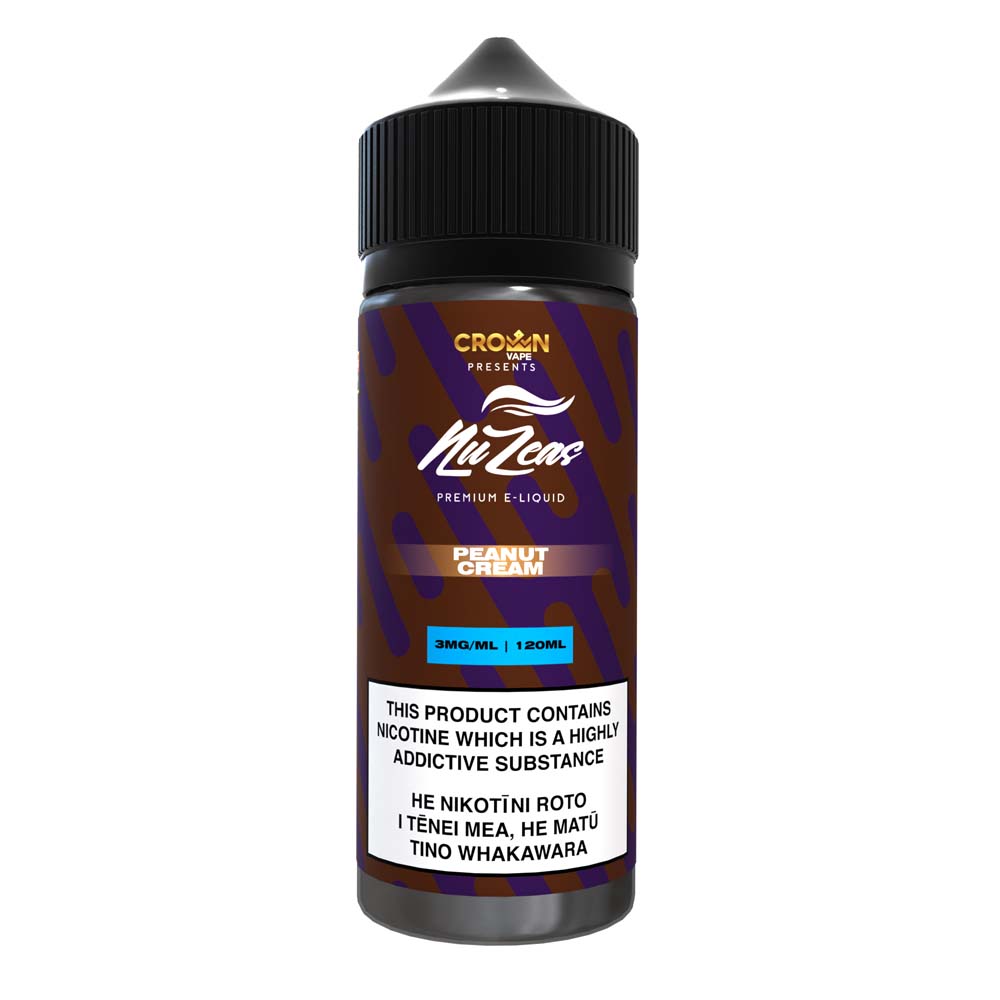 CROWN
VAPE
PRESENTS
NuZeas
PREMIUM E-LIQUID
PEANUT
CREAM
3MG/ML | 120ML
THIS PRODUCT CONTAINS
NICOTINE WHICH IS A HIGHLY
ADDICTIVE SUBSTANCE
HE NIKOTĪNI ROTO
I TĒNEI MEA, HE MATŪ
TINO WHAKAWARA